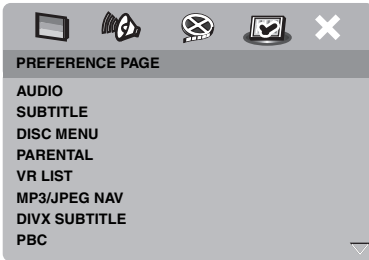 PREFERENCE PAGE
AUDIO
SUBTITLE
DISC MENU
PARENTAL
VR LIST
MP3/JPEG NAV
DIVX SUBTITLE
PBC